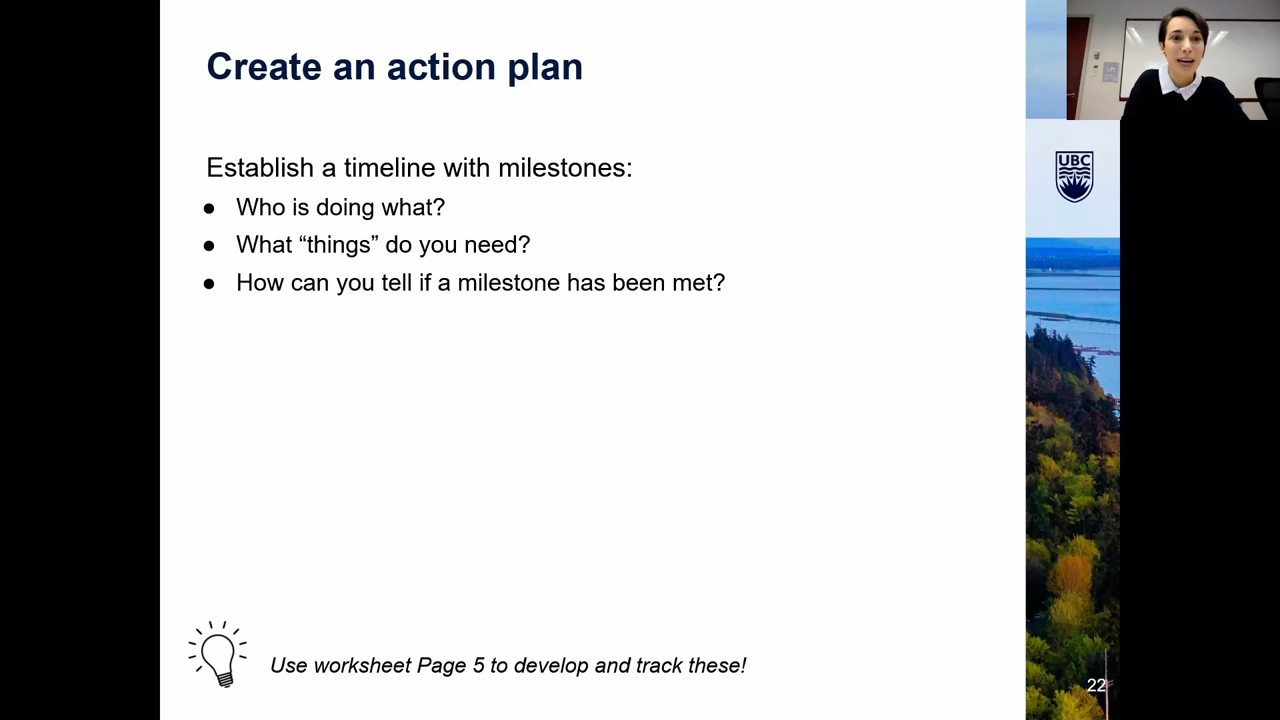 Create an action plan
Establish a timeline with milestones:
● Who is doing what?
● What “things” do you need?
● How can you tell if a milestone has been met?
UBC
Use worksheet Page 5 to develop and track these!
22